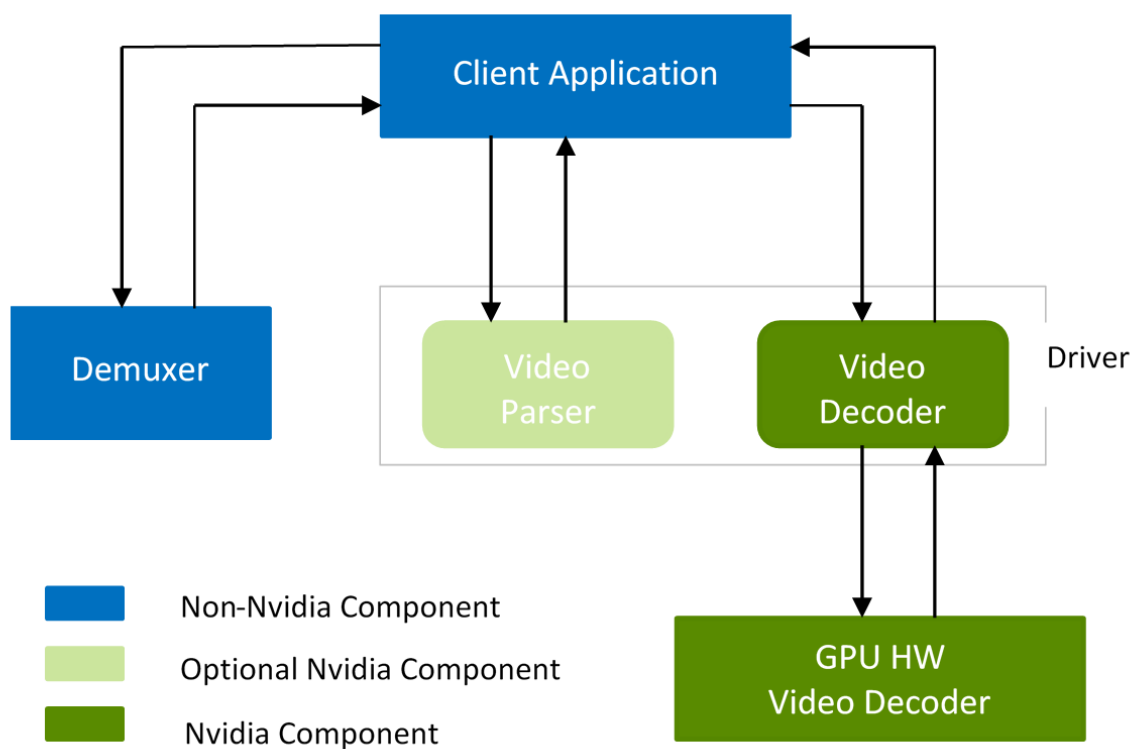 Client Application
Demuxer
Video
Parser
Video
Decoder
Driver
GPU HW
Video Decoder
Non-Nvidia Component
Optional Nvidia Component
Nvidia Component